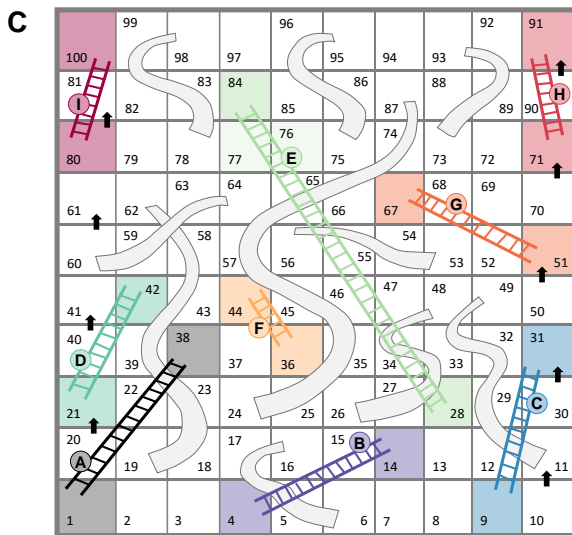 C
99 96 92 91
100 98 97 95 94 93
81 83 84 86 88
I 82 85 87 89 90 H
76 74
80 79 78 77 E 75 73 72 71
63 64 65 68 69
61 62 66 67 G 70
59 58 54
60 57 56 55 53 52 51
42 46 47 48 49
41 43 44 45 50
40 38 F 32 31
D 39 37 36 35 34 33
22 23 27 29 C
21 24 25 26 28 30
20 17 15 B
A 19 18 16 14 13 12 11
1 2 3 4 5 6 7 8 9 10